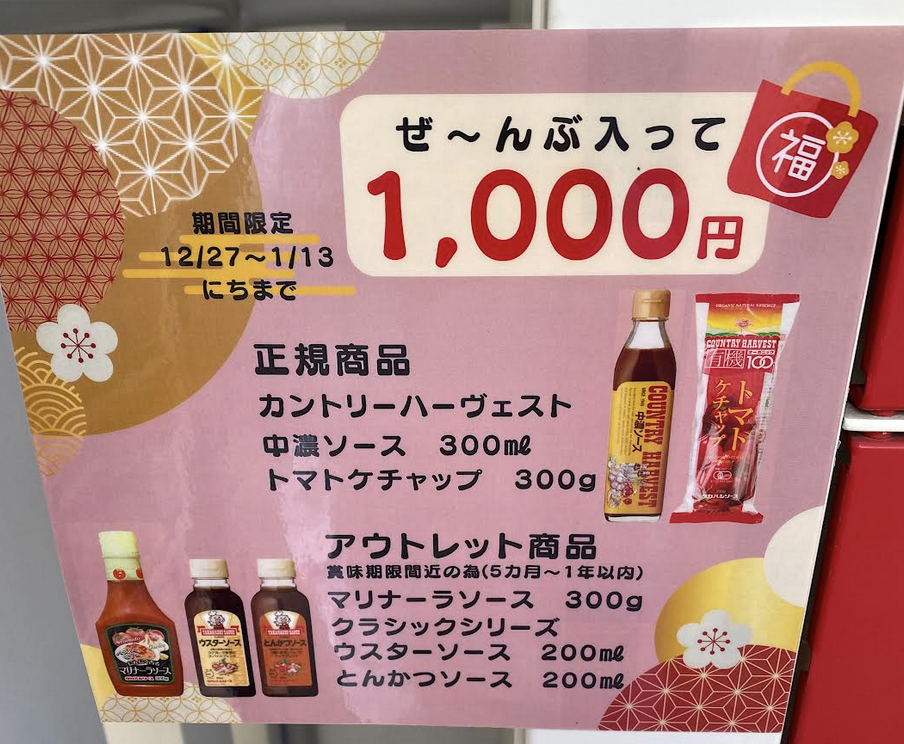 ぜ〜んぶ入って
1,000円
福
期間限定
12/27〜1/13
にちまで
正規商品
カントリーハーヴェスト
中濃ソース 300㎖
トマトケチャップ 300g
COUNTRY HARVEST
中濃ソース
COUNTRY HARVEST
有機
100
トマト
ケチャップ
タカハシソース
アウトレット商品
賞味期限間近の為(5カ月〜1年以内)
マリナーラソース 300g
クラシックシリーズ
ウスターソース 200㎖
とんかつソース 200㎖
マリナーラソース
ウスターソース
とんかつソース